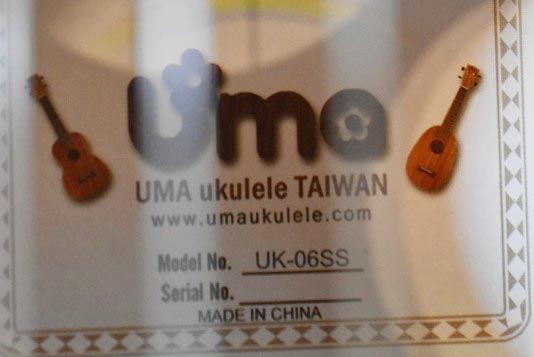 uma
UMA ukulele TAIWAN
www.umaukulele.com
Model No. UK-06SS
Serial No.
MADE IN CHINA